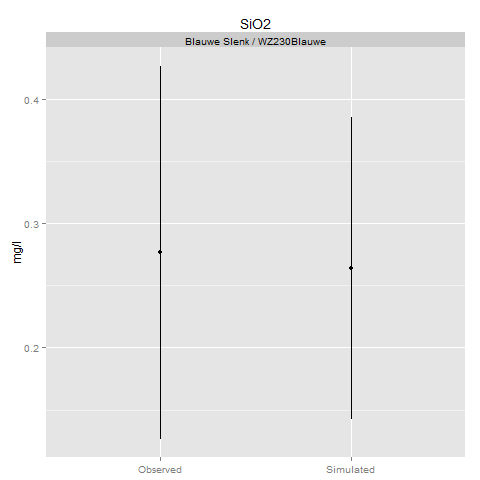 SiO2
Blauwe Slenk / WZ230Blauwe
0.4
0.3
0.2
mg/l
Observed
Simulated